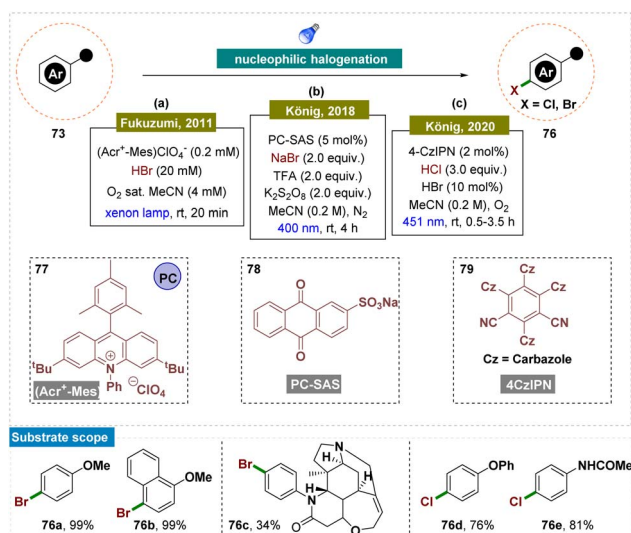 nucleophilic halogenation
Ar
73
Ar
X
X = Cl, Br
76
(a)
Fukuzumi, 2011
(Acr+-Mes)ClO4- (0.2 mM)
HBr (20 mM)
O2 sat. MeCN (4 mM)
xenon lamp, rt, 20 min
(b)
König, 2018
PC-SAS (5 mol%)
NaBr (2.0 equiv.)
TFA (2.0 equiv.)
K2S2O8 (2.0 equiv.)
MeCN (0.2 M), N2
400 nm, rt, 4 h
(c)
König, 2020
4-CzIPN (2 mol%)
HCl (3.0 equiv.)
HBr (10 mol%)
MeCN (0.2 M), O2
451 nm, rt, 0.5-3.5 h
77
PC
tBu
N
+
tBu
Ph
⊖ClO4
(Acr+-Mes)
78
O
SO3Na
O
PC-SAS
79
Cz
Cz
Cz
NC
CN
Cz
Cz = Carbazole
4CzIPN
Substrate scope
OMe
Br
76a, 99%
OMe
Br
76b, 99%
Br
N
H
H
N
O
O
76c, 34%
OPh
Cl
76d, 76%
NHCOMe
Cl
76e, 81%